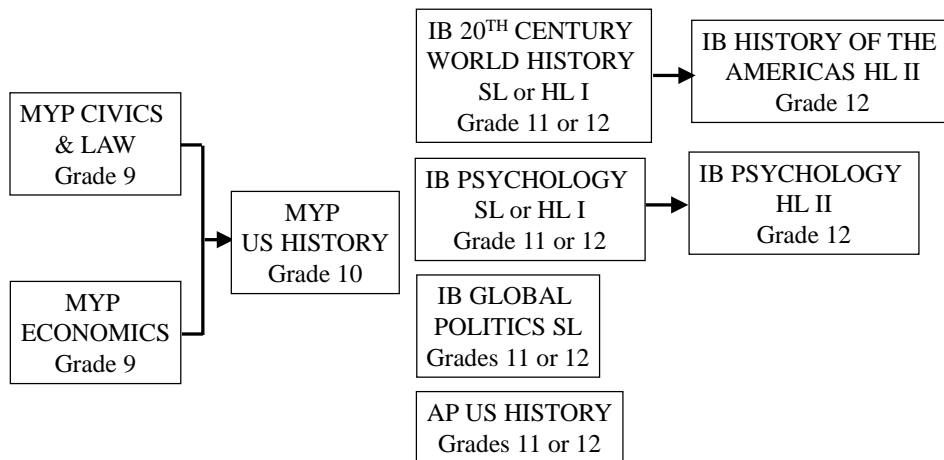 MYP CIVICS
& LAW
Grade 9
MYP
ECONOMICS
Grade 9
MYP
US HISTORY
Grade 10
IB 20TH CENTURY
WORLD HISTORY
SL or HL I
Grade 11 or 12
IB HISTORY OF THE
AMERICAS HL II
Grade 12
IB PSYCHOLOGY
SL or HL I
Grade 11 or 12
IB PSYCHOLOGY
HL II
Grade 12
IB GLOBAL
POLITICS SL
Grades 11 or 12
AP US HISTORY
Grades 11 or 12